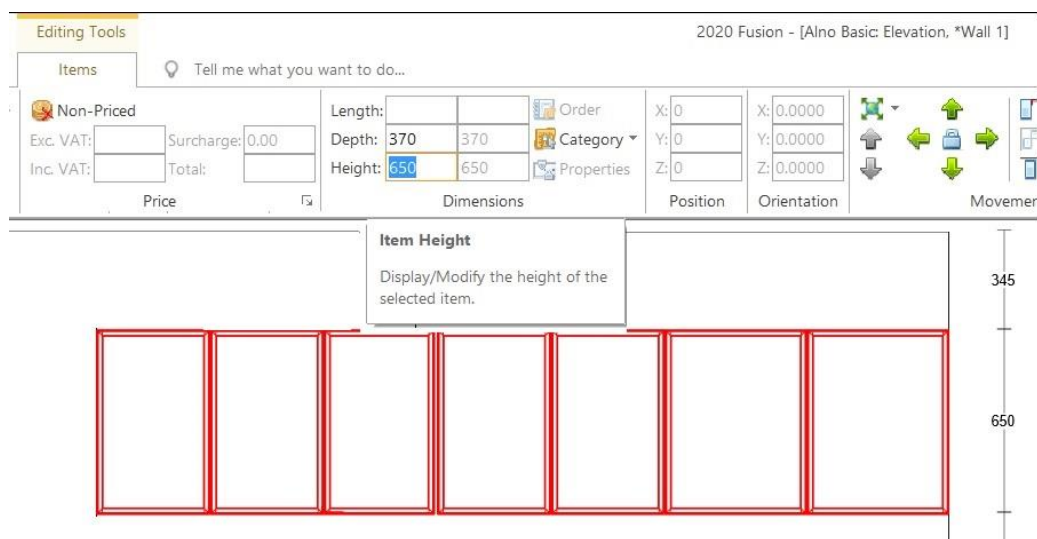 Editing Tools
2020 Fusion - [Alno Basic: Elevation, *Wall 1]
Items
Tell me what you want to do...
Non-Priced
Exc. VAT:
Surcharge: 0.00
Inc. VAT:
Total:
Price
Length:
Order
Depth: 370 370
Category
Height: 650 650
Properties
Dimensions
X: 0
Y: 0
Z: 0
Position
X: 0.0000
Y: 0.0000
Z: 0.0000
Orientation
Movemen
Item Height
Display/Modify the height of the
selected item.
345
650